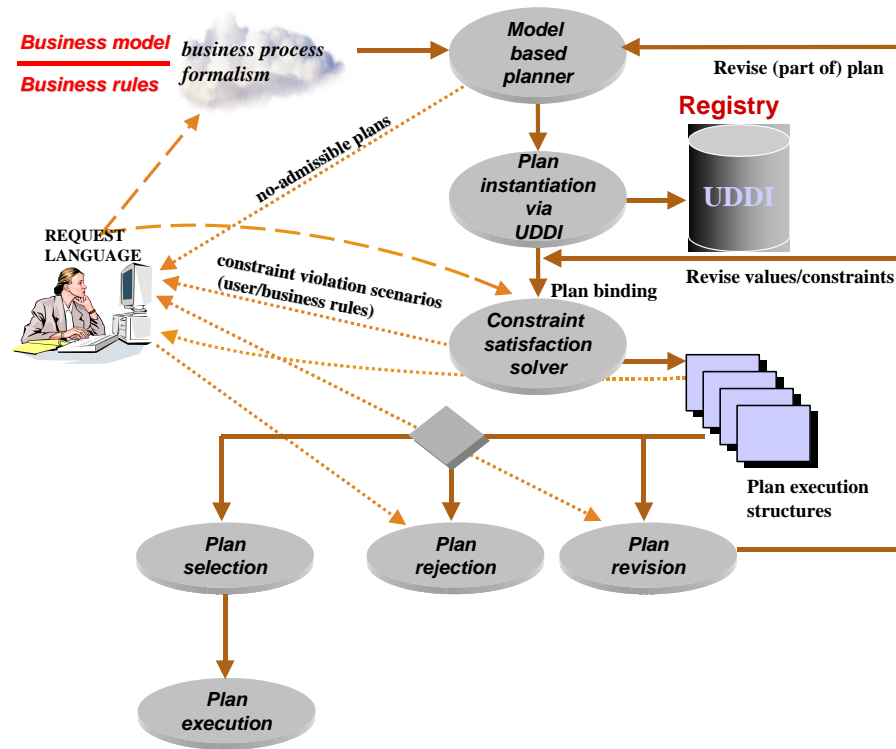 Business model
Business rules
business process
formalism
Model
based
planner
Revise (part of) plan
Registry
UDDI
no-admissible plans
Plan
instantiation
via
UDDI
REQUEST
LANGUAGE
constraint violation scenarios
(user/business rules)
Revise values/constraints
Plan binding
Constraint
satisfaction
solver
Plan execution
structures
Plan
selection
Plan
rejection
Plan
revision
Plan
execution